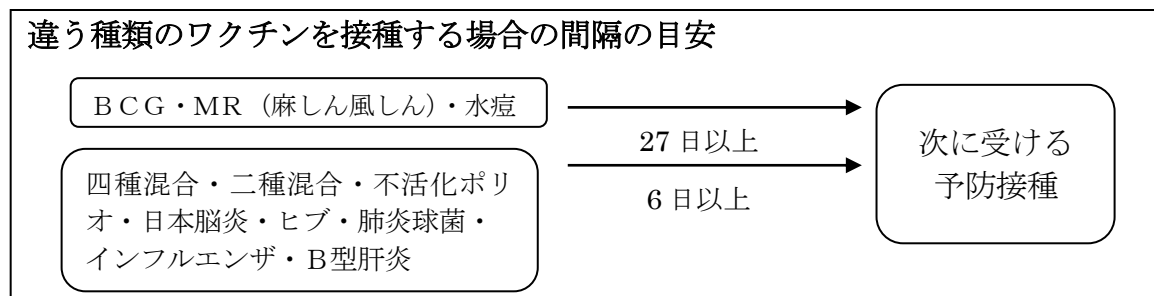 違う種類のワクチンを接種する場合の間隔の目安
ＢＣＧ・ＭＲ（麻しん風しん）・水痘
27 日以上
6 日以上
四種混合・二種混合・不活化ポリ
オ・日本脳炎・ヒブ・肺炎球菌・
インフルエンザ・Ｂ型肝炎
次に受ける
予防接種